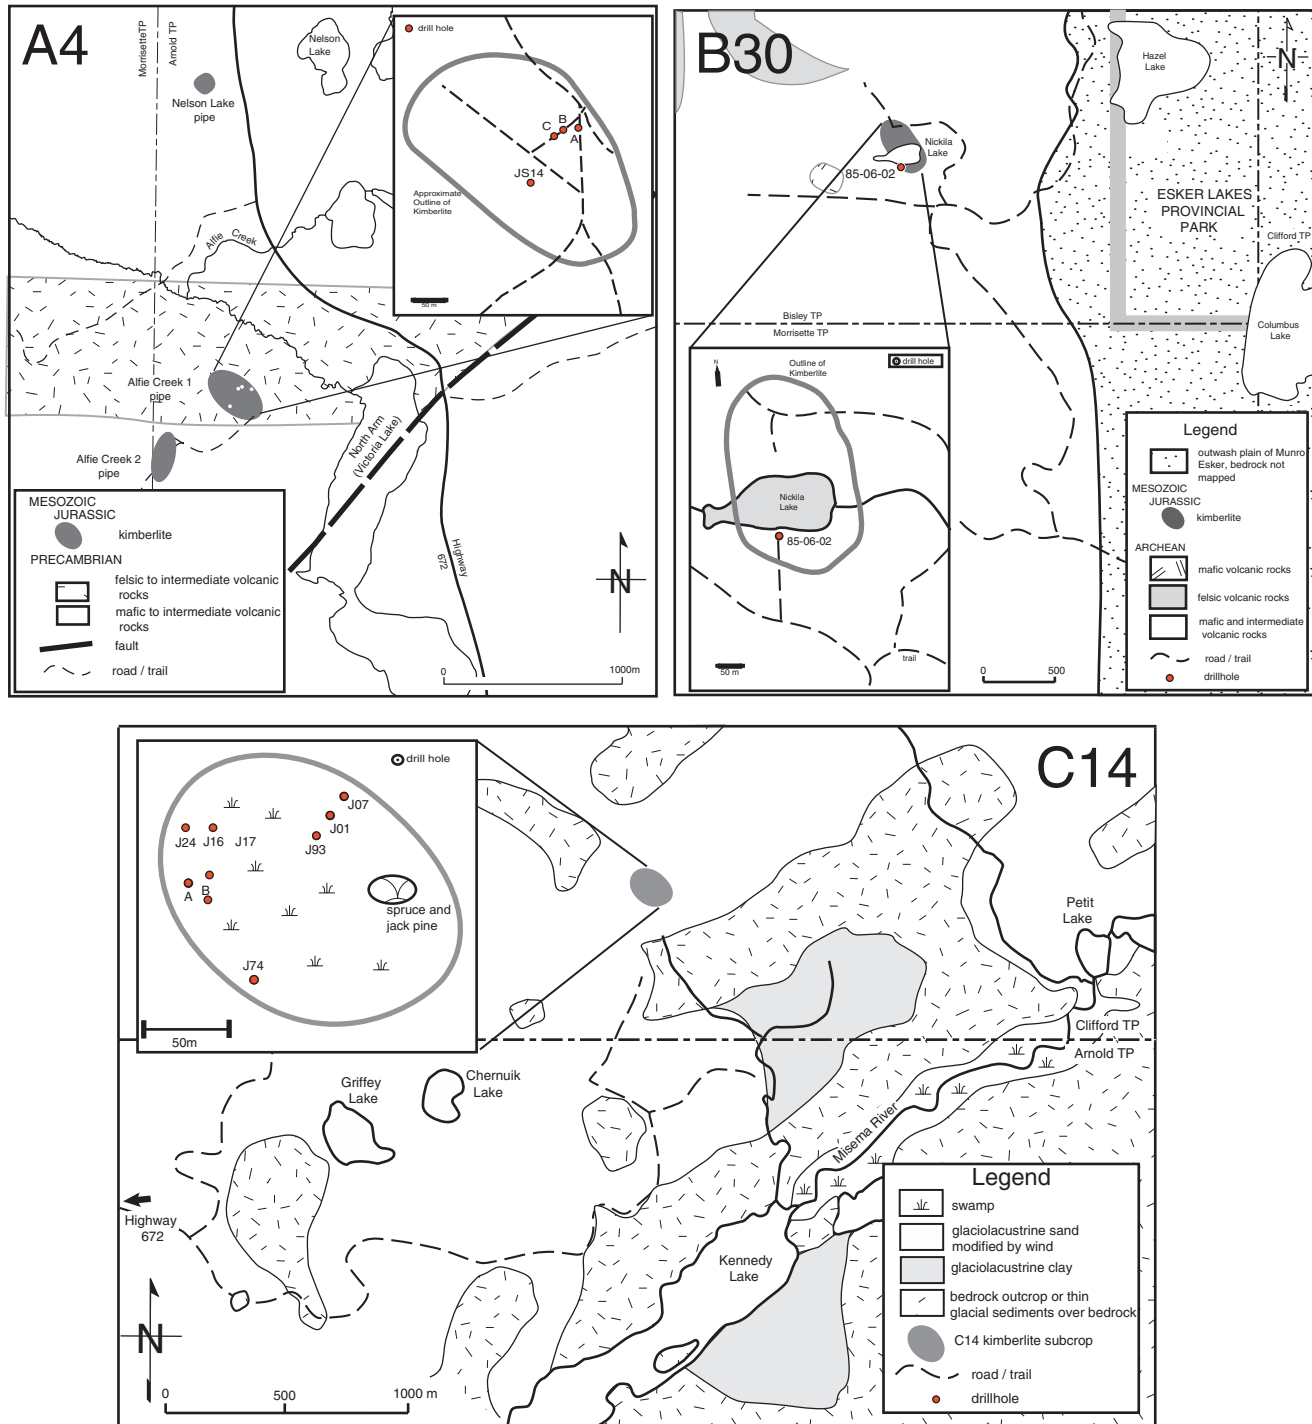 A4
MorrisetteTP
Arnold TP
Nelson
Lake
Nelson Lake
pipe
Alfie Creek
Alfie Creek 1
pipe
Alfie Creek 2
pipe
North Arm
(Victoria Lake)
Highway
672
N
0
1000m
drill hole
C
B
A
JS14
Approximate
Outline of
Kimberlite
50 m
MESOZOIC
JURASSIC
kimberlite
PRECAMBRIAN
felsic to intermediate volcanic
rocks
mafic to intermediate volcanic
rocks
fault
road / trail
B30
Hazel
Lake
N
Nickila
Lake
85-06-02
ESKER LAKES
PROVINCIAL
PARK
Clifford TP
Bisley TP
Morrisette TP
Columbus
Lake
N
Outline of
Kimberlite
drill hole
Nickila
Lake
85-06-02
trail
50 m
0
500
Legend
outwash plain of Munro
Esker, bedrock not
mapped
MESOZOIC
JURASSIC
kimberlite
ARCHEAN
mafic volcanic rocks
felsic volcanic rocks
mafic and intermediate
volcanic rocks
road / trail
drillhole
C14
drill hole
J07
J01
J93
J24
J16
J17
A
B
spruce and
jack pine
J74
50m
Petit
Lake
Clifford TP
Arnold TP
Griffey
Lake
Chernuik
Lake
Misema River
Highway
672
Kennedy
Lake
N
0
500
1000 m
Legend
swamp
glaciolacustrine sand
modified by wind
glaciolacustrine clay
bedrock outcrop or thin
glacial sediments over bedrock
C14 kimberlite subcrop
road / trail
drillhole